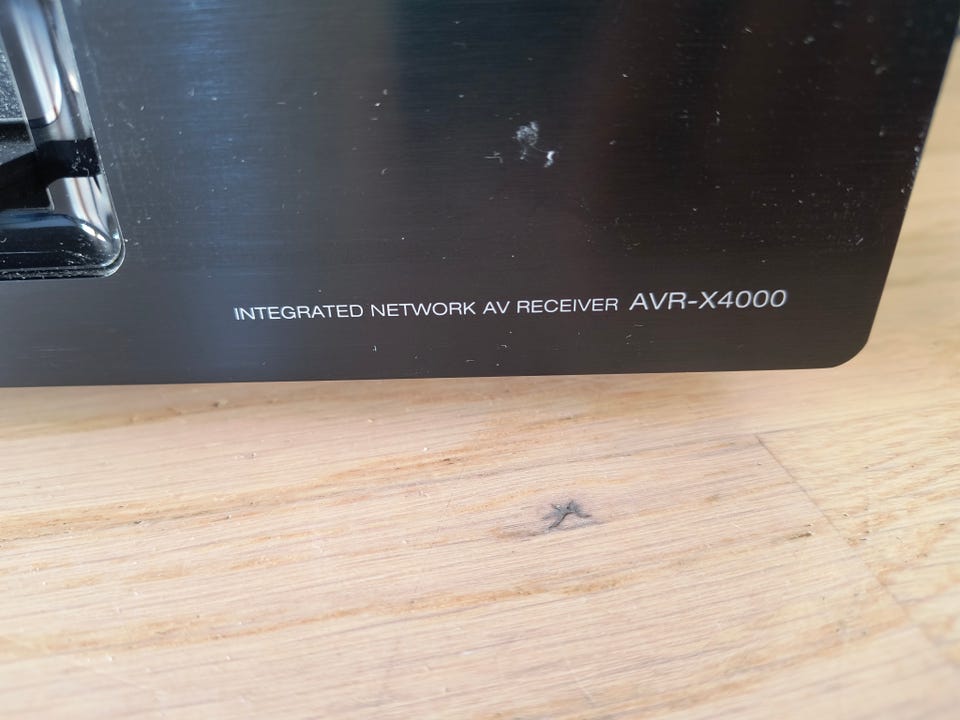 INTEGRATED NETWORK AV RECEIVER AVR-X4000